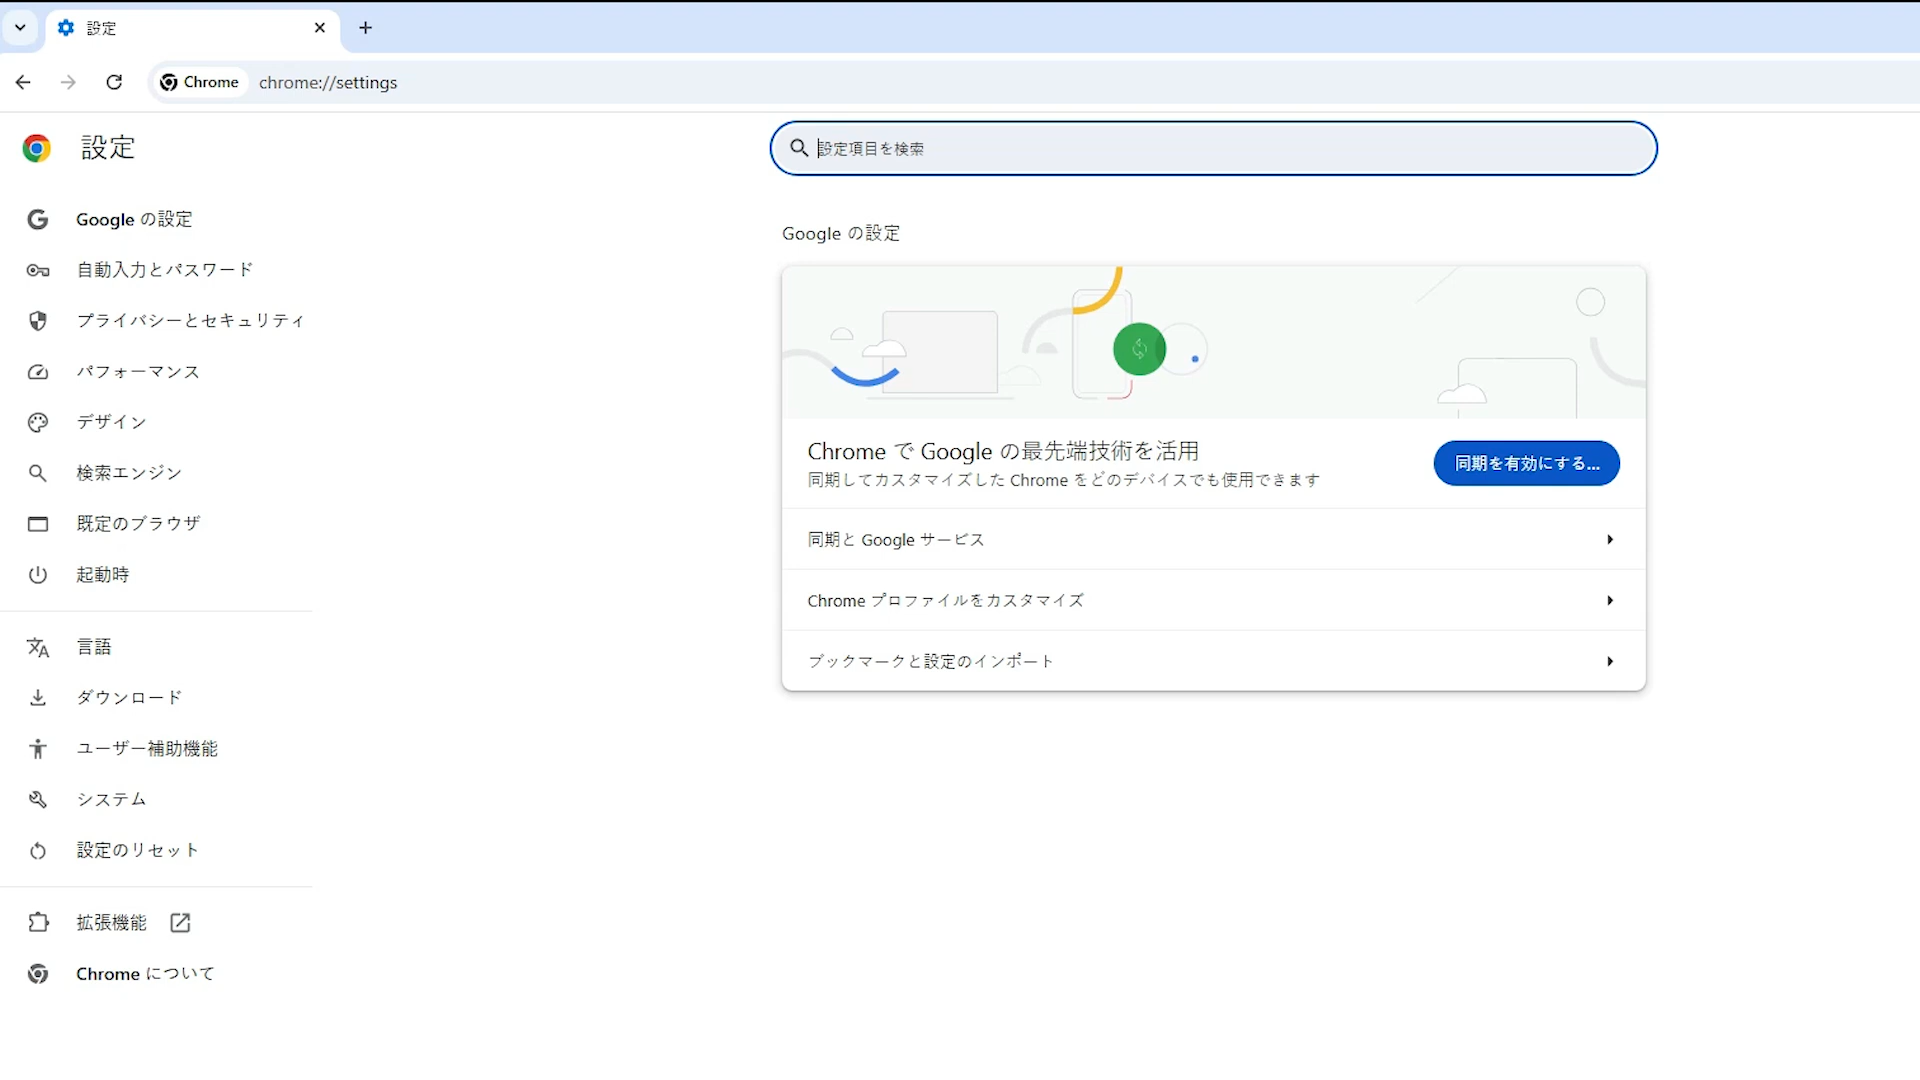 設定
Chrome chrome://settings
設定
設定項目を検索
Google の設定
自動入力とパスワード
プライバシーとセキュリティ
パフォーマンス
デザイン
検索エンジン
既定のブラウザ
起動時
言語
ダウンロード
ユーザー補助機能
システム
設定のリセット
拡張機能
Chrome について
Google の設定
Chrome で Google の最先端技術を活用
同期してカスタマイズした Chrome をどのデバイスでも使用できます
同期を有効にする...
同期と Google サービス
Chrome プロファイルをカスタマイズ
ブックマークと設定のインポート